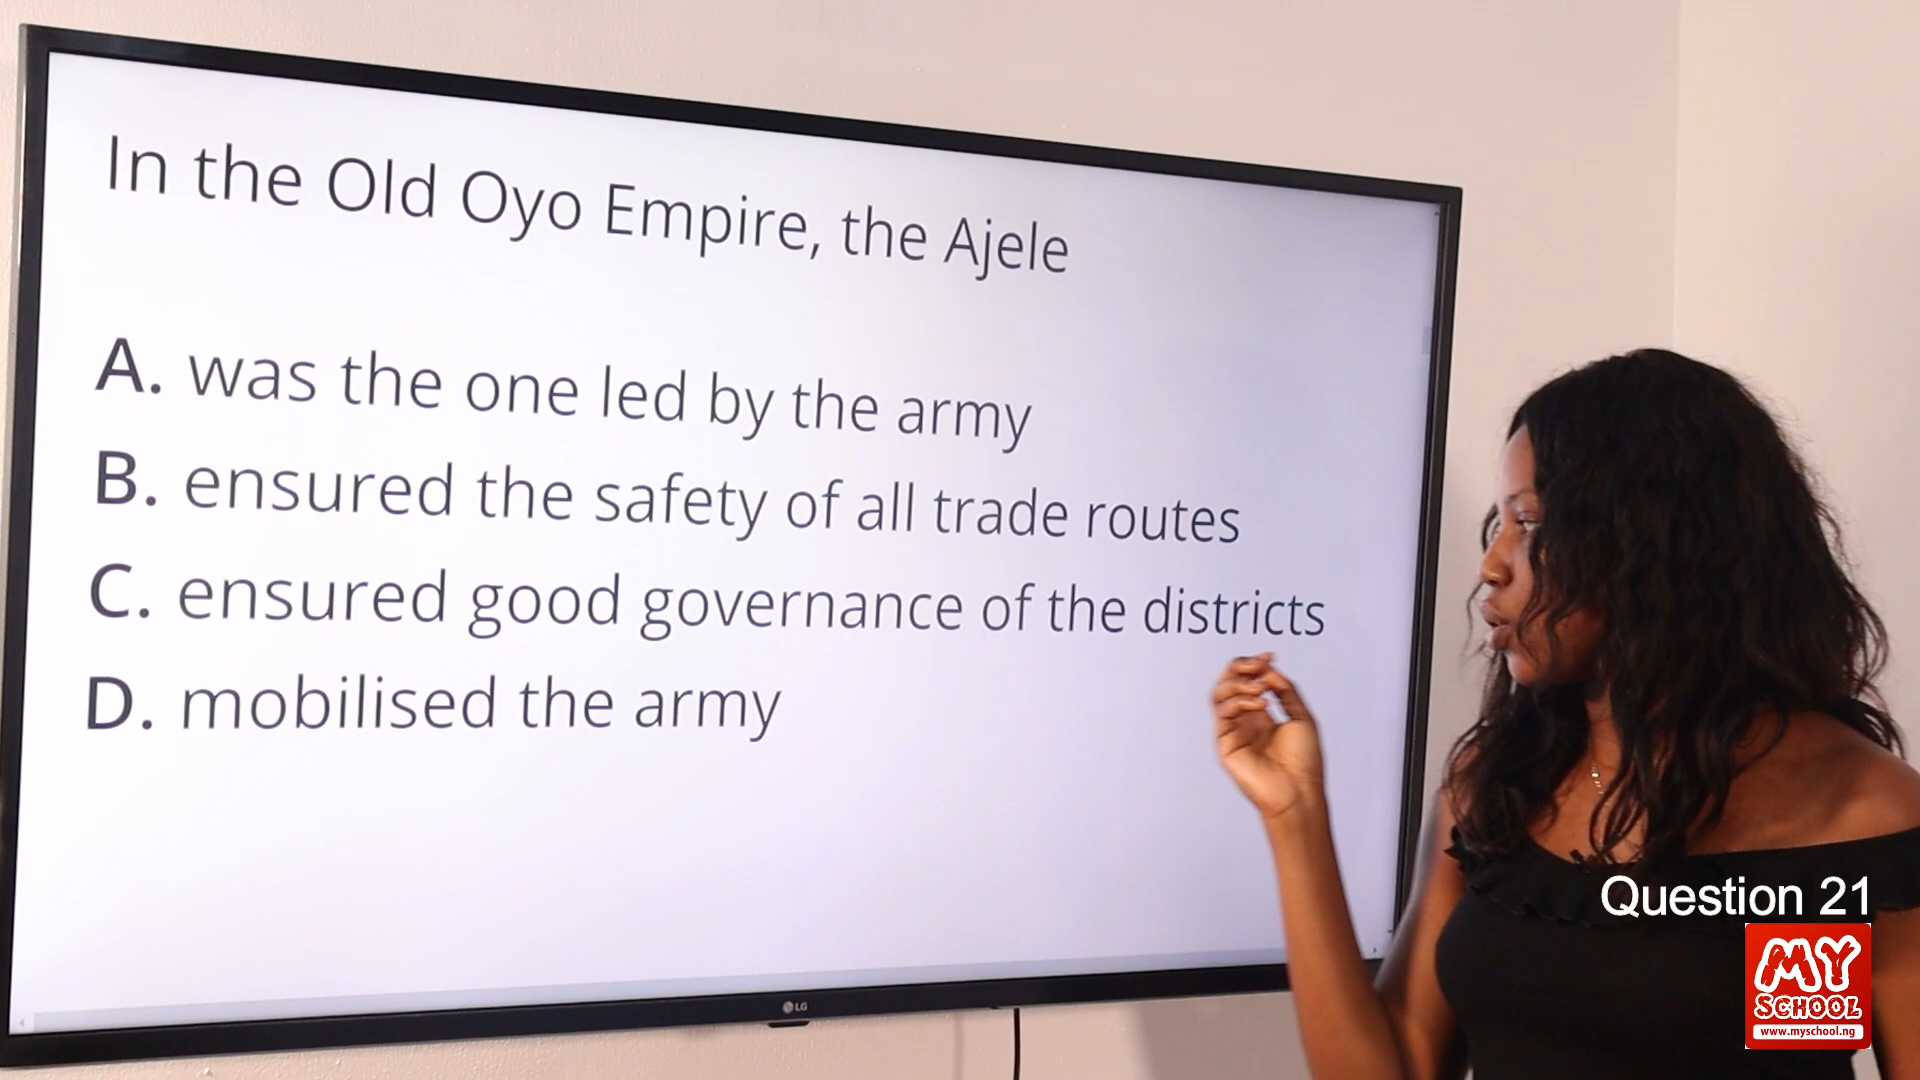 In the Old Oyo Empire, the Ajele
A. was the one led by the army
B. ensured the safety of all trade routes
C. ensured good governance of the districts
D. mobilised the army
LG
Question 21
MY
SCHOOL
www.myschool.ng